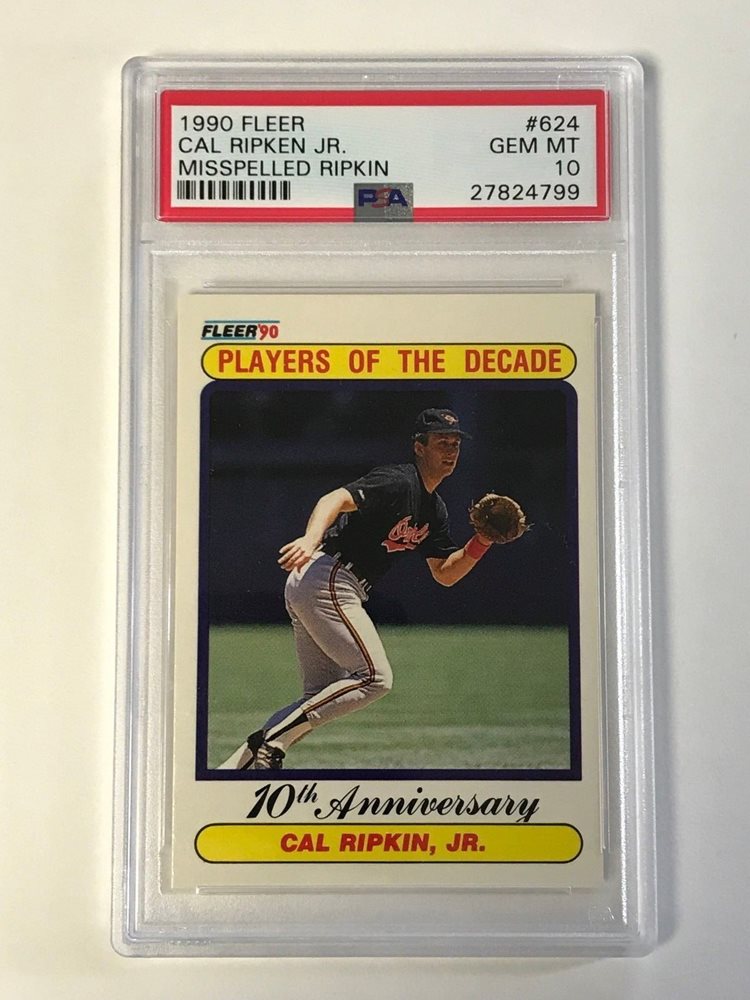 1990 FLEER #624
CAL RIPKEN JR. GEM MT
MISSPELLED RIPKIN 10
PSA 27824799
FLEER'90
PLAYERS OF THE DECADE
Orioles
10th Anniversary
CAL RIPKIN, JR.